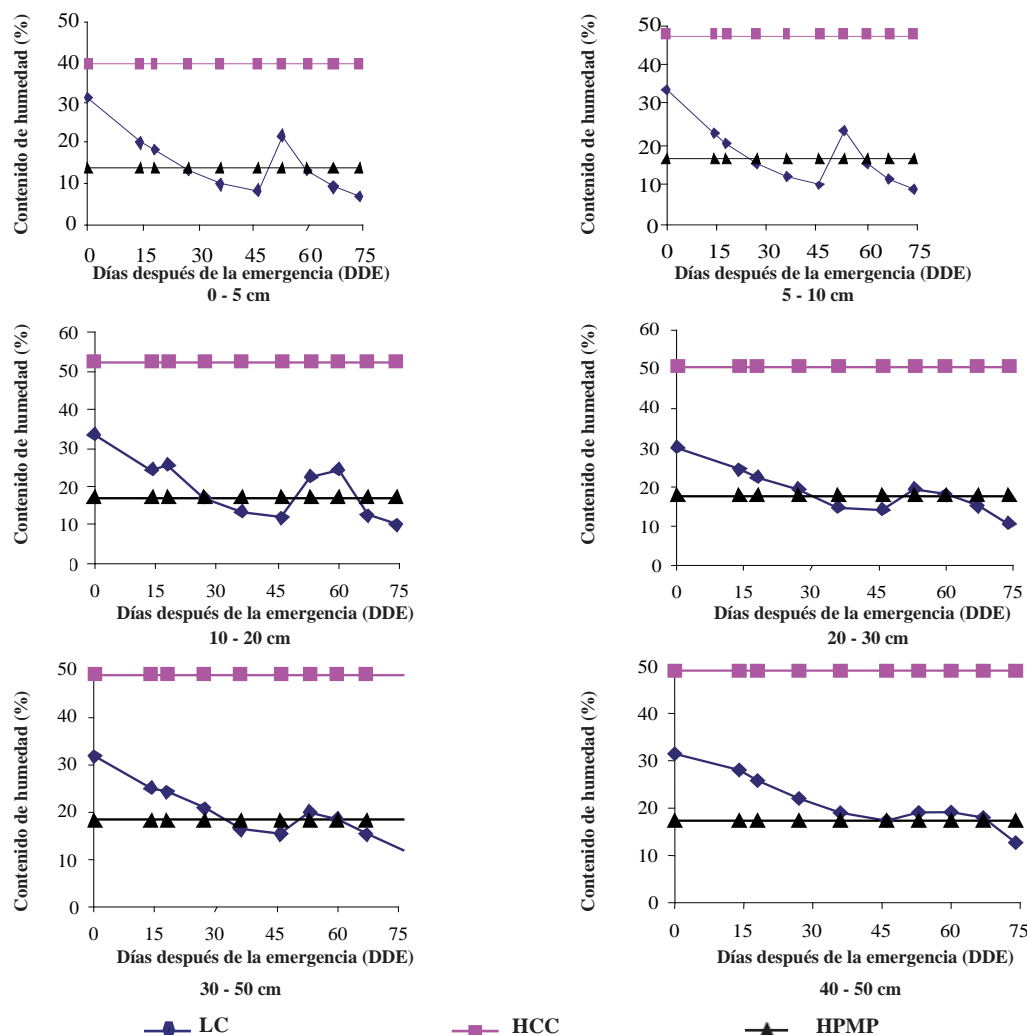 Contenido de humedad (%)
50
40
30
20
10
0
0 15 30 45 60 75
Días después de la emergencia (DDE)
0 - 5 cm
Contenido de humedad (%)
50
40
30
20
10
0
0 15 30 45 60 75
Días después de la emergencia (DDE)
5 - 10 cm
Contenido de humedad (%)
60
50
40
30
20
10
0
0 15 30 45 60 75
Días después de la emergencia (DDE)
10 - 20 cm
Contenido de humedad (%)
60
50
40
30
20
10
0
0 15 30 45 60 75
Días después de la emergencia (DDE)
20 - 30 cm
Contenido de humedad (%)
50
40
30
20
10
0
0 15 30 45 60 75
Días después de la emergencia (DDE)
30 - 50 cm
Contenido de humedad (%)
50
40
30
20
10
0
0 15 30 45 60 75
Días después de la emergencia (DDE)
40 - 50 cm
LC HCC HPMP